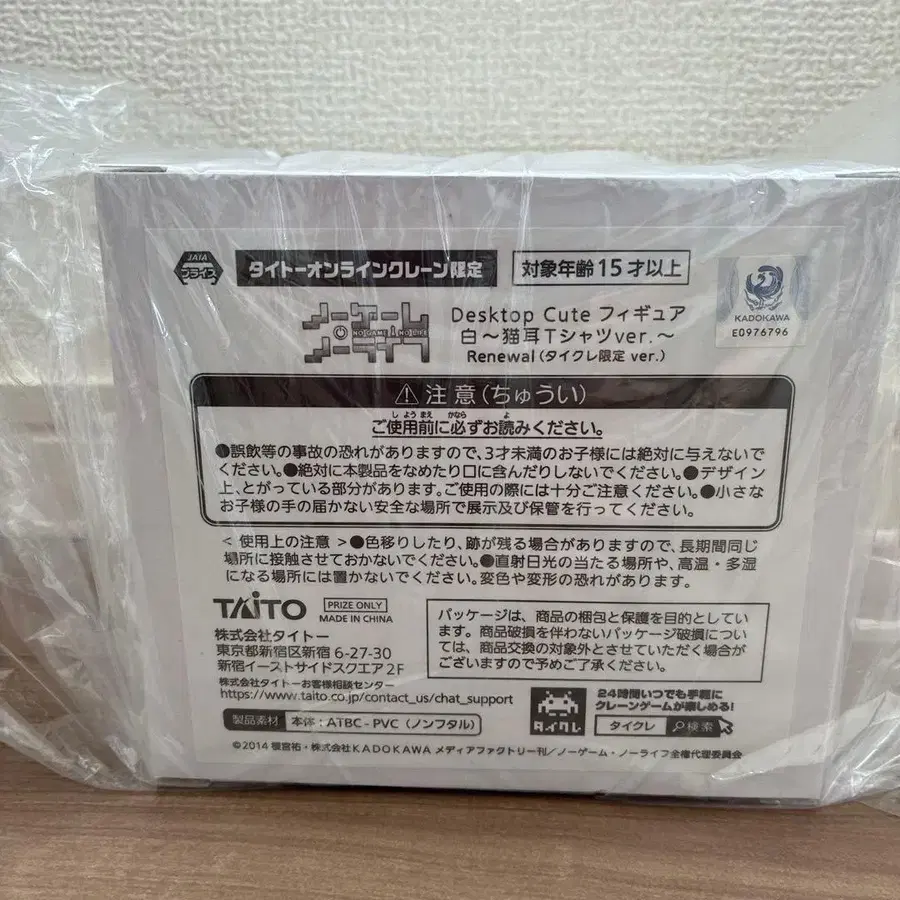 JAIA
プライズ
タイトーオンラインクレーン限定
対象年齢15才以上
KADOKAWA
E0976796
ノーゲーム
NO GAME NO LIFE
ノーライフ
Desktop Cute フィギュア
白～猫耳Tシャツver.～
Renewal(タイクレ限定 ver.)
⚠注意(ちゅうい)
ご使用前に必ずお読みください。
し よう まえ かなら よ
●誤飲等の事故の恐れがありますので、3才未満のお子様には絶対に与えないで
ください。●絶対に本製品をなめたり口に含んだりしないでください。●デザイン
上、とがっている部分があります。ご使用の際には十分ご注意ください。●小さな
お子様の手の届かない安全な場所で展示及び保管を行ってください。
< 使用上の注意 >●色移りしたり、跡が残る場合がありますので、長期間同じ
場所に接触させておかないでください。●直射日光の当たる場所や、高温・多湿
になる場所には置かないでください。変色や変形の恐れがあります。
TAITO
PRIZE ONLY
MADE IN CHINA
株式会社タイトー
東京都新宿区新宿 6-27-30
新宿イーストサイドスクエア 2F
株式会社タイトーお客様相談センター
https://www.taito.co.jp/contact_us/chat_support
パッケージは、商品の梱包と保護を目的としてい
ます。商品破損を伴わないパッケージ破損につい
ては、商品交換の対象外とさせていただく場合が
ございますので予めご了承ください。
タイクレ
24時間いつでも手軽に
クレーンゲームが楽しめる!
タイクレ 検索
製品素材 本体:ATBC-PVC(ノンフタル)
©2014 榎宮祐・株式会社KADOKAWA メディアファクトリー刊/ノーゲーム・ノーライフ全権代理委員会